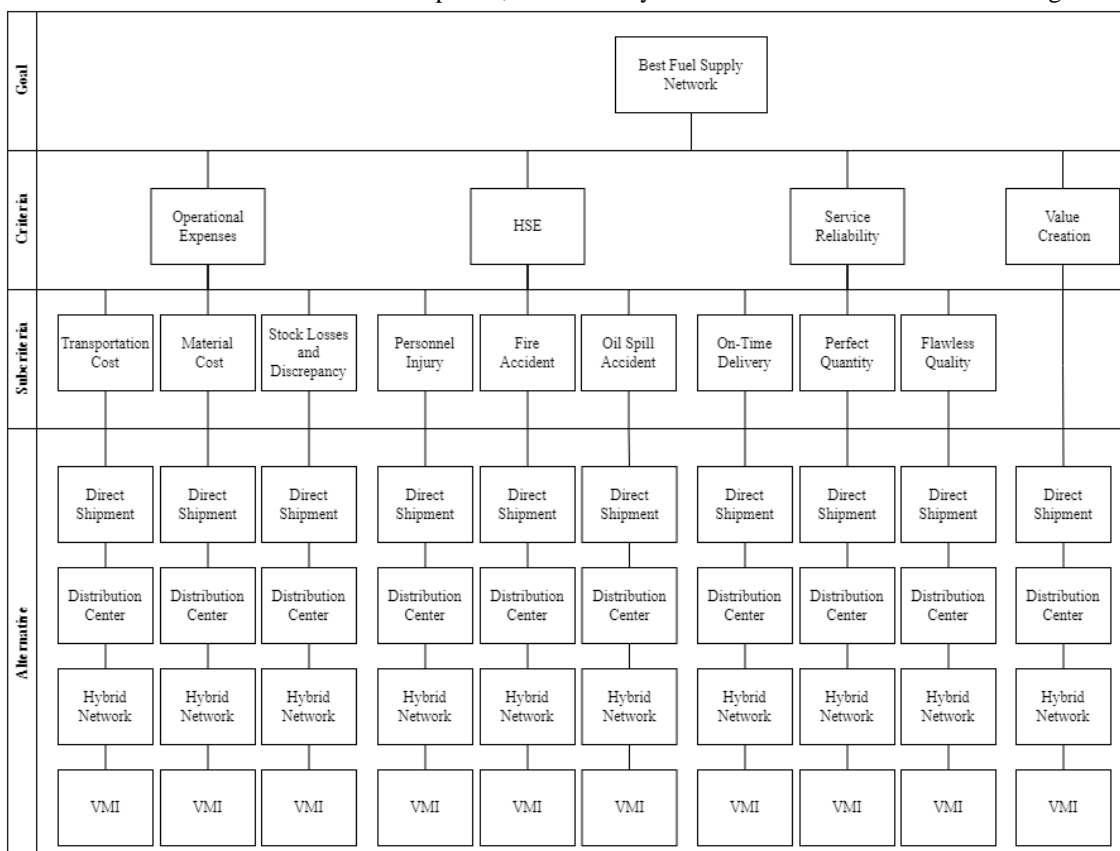 Goal
Best Fuel Supply
Network
Criteria
Operational
Expenses
HSE
Service
Reliability
Value
Creation
Subcriteria
Transportation
Cost
Material
Cost
Stock Losses
and
Discrepancy
Personnel
Injury
Fire
Accident
Oil Spill
Accident
On-Time
Delivery
Perfect
Quantity
Flawless
Quality
Alternative
Direct
Shipment
Direct
Shipment
Direct
Shipment
Direct
Shipment
Direct
Shipment
Direct
Shipment
Direct
Shipment
Direct
Shipment
Direct
Shipment
Direct
Shipment
Distribution
Center
Distribution
Center
Distribution
Center
Distribution
Center
Distribution
Center
Distribution
Center
Distribution
Center
Distribution
Center
Distribution
Center
Distribution
Center
Hybrid
Network
Hybrid
Network
Hybrid
Network
Hybrid
Network
Hybrid
Network
Hybrid
Network
Hybrid
Network
Hybrid
Network
Hybrid
Network
Hybrid
Network
VMI
VMI
VMI
VMI
VMI
VMI
VMI
VMI
VMI
VMI